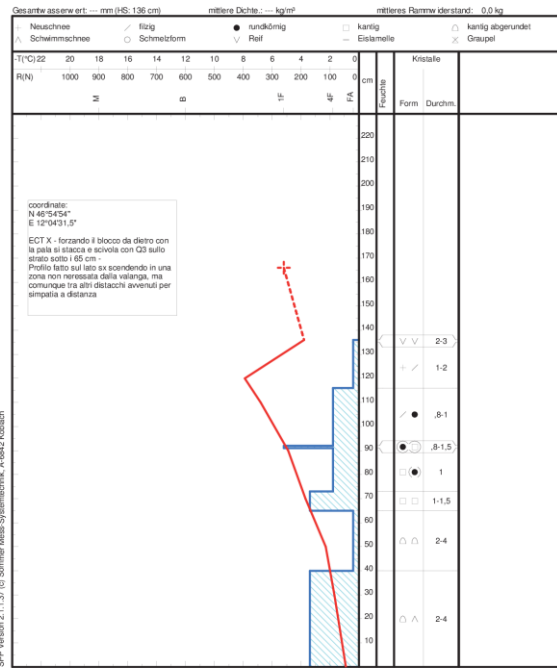 Gesamtw asserw ert: --- mm (HS: 136 cm) mittlere Dichte.: --- kg/m³ mittleres Rammw iderstand: 0,0 kg
Neuschnee filzig rundkörnig kantig kantig abgerundet
Schwimmschnee Schmelzform Reif Eislamelle Graupel
-T(°C) 22 20 18 16 14 12 10 8 6 4 2 0 cm Feuchte Kristalle
R(N) 1000 900 800 700 600 500 400 300 200 100 0
M B 1F 4F FA Form Durchm.
220
210
200
190
coordinate:
N 46°54'54"
E 12°04'31,5"
ECT X - forzando il blocco da dietro con
la pala si stacca e scivola con Q3 sullo
strato sotto i 65 cm -
Profilo fatto sul lato sx scendendo in una
zona non neressata dalla valanga, ma
comunque tra altri distacchi avvenuti per
simpatia a distanza
180
170
160
150
140
2-3
130
1-2
120
110
,8-1
100
90 ,8-1,5
80 1
70
1-1,5
60
50 2-4
40
30
20 2-4
10
SPP Version 2.1.1.37 (c) Sommer Mess-Systemtechnik, A-6842 Koblach